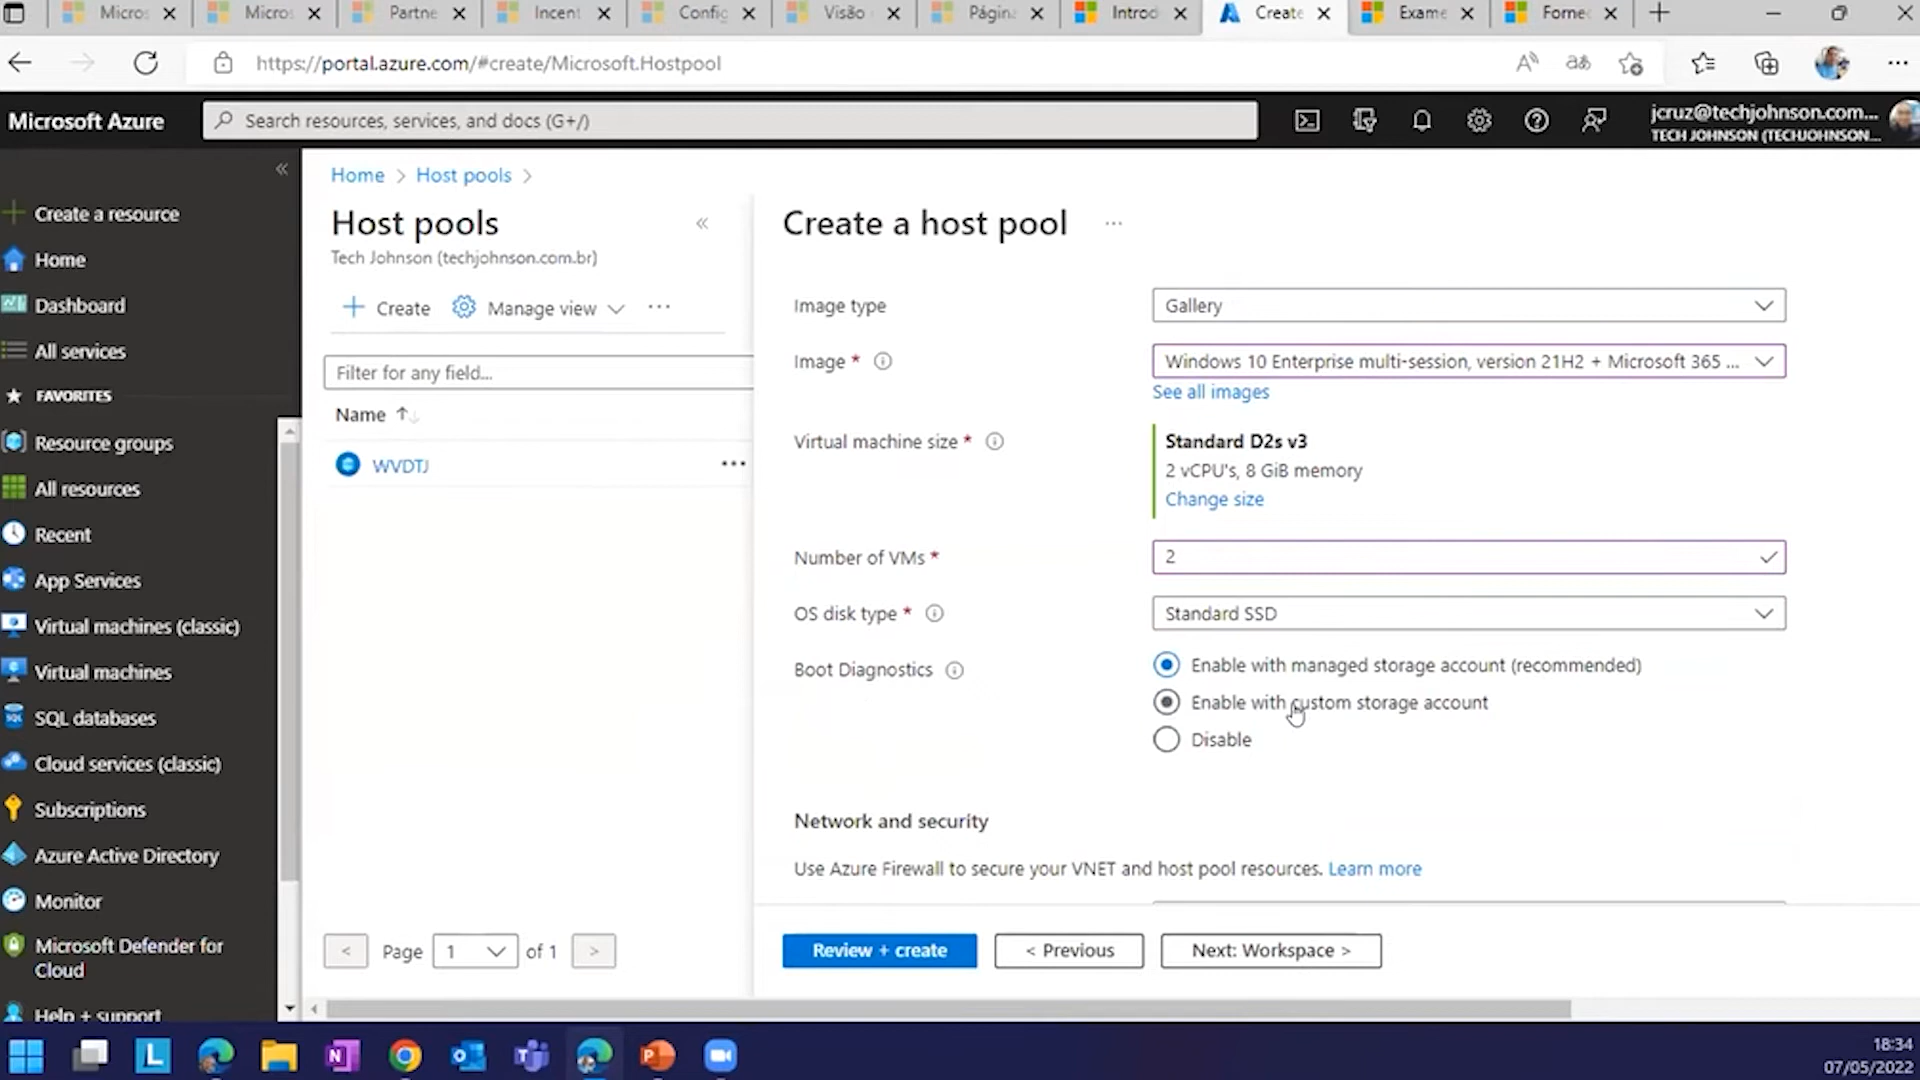 Micros
Micros
Partne
Incent
Config
Visão
Página
Introd
Create
Exame
Forne
https://portal.azure.com/#create/Microsoft.Hostpool
Microsoft Azure
Search resources, services, and docs (G+/)
jcruz@techjohnson.com...
TECH JOHNSON (TECHJOHNSON...
Create a resource
Home
Dashboard
All services
FAVORITES
Resource groups
All resources
Recent
App Services
Virtual machines (classic)
Virtual machines
SQL databases
Cloud services (classic)
Subscriptions
Azure Active Directory
Monitor
Microsoft Defender for
Cloud
Help + support
Home > Host pools >
Host pools
Tech Johnson (techjohnson.com.br)
+ Create Manage view ...
Filter for any field...
Name ↑↓
WVDTJ ...
< Page 1 of 1 >
Create a host pool ...
Image type
Gallery
Image *
Windows 10 Enterprise multi-session, version 21H2 + Microsoft 365 ...
See all images
Virtual machine size *
Standard D2s v3
2 vCPU's, 8 GiB memory
Change size
Number of VMs *
2
OS disk type *
Standard SSD
Boot Diagnostics
Enable with managed storage account (recommended)
Enable with custom storage account
Disable
Network and security
Use Azure Firewall to secure your VNET and host pool resources. Learn more
Review + create
< Previous
Next: Workspace >
18:34
07/05/2022